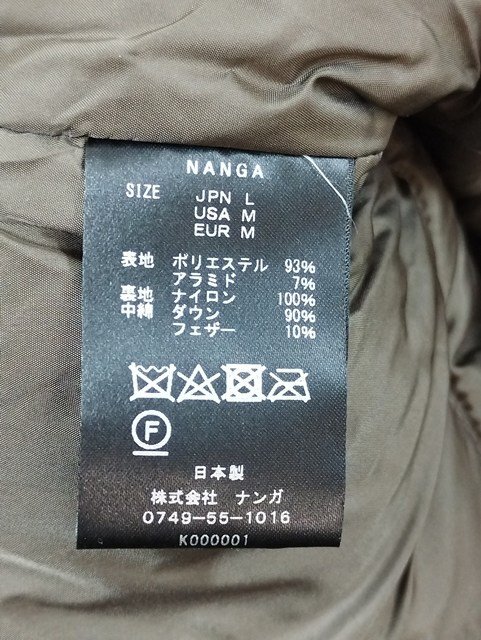 NANGA
SIZE JPN L
USA M
EUR M
表地 ポリエステル 93%
アラミド 7%
裏地 ナイロン 100%
中綿 ダウン 90%
フェザー 10%
F
日本製
株式会社 ナンガ
0749-55-1016
K000001